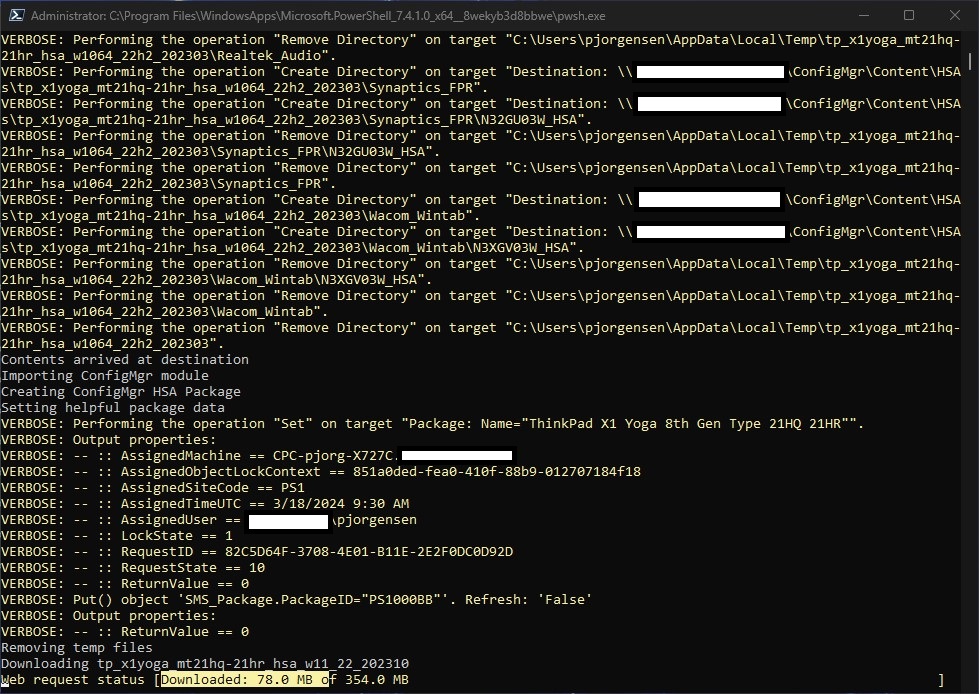 Administrator: C:\Program Files\WindowsApps\Microsoft.PowerShell_7.4.1.0_x64__8wekyb3d8bbwe\pwsh.exe
VERBOSE: Performing the operation "Remove Directory" on target "C:\Users\pjorgensen\AppData\Local\Temp\tp_x1yoga_mt21hq-
21hr_hsa_w1064_22h2_202303\Realtek_Audio".
VERBOSE: Performing the operation "Create Directory" on target "Destination: \\ \ConfigMgr\Content\HSA
s\tp_x1yoga_mt21hq-21hr_hsa_w1064_22h2_202303\Synaptics_FPR".
VERBOSE: Performing the operation "Create Directory" on target "Destination: \\ \ConfigMgr\Content\HSA
s\tp_x1yoga_mt21hq-21hr_hsa_w1064_22h2_202303\Synaptics_FPR\N32GU03W_HSA".
VERBOSE: Performing the operation "Remove Directory" on target "C:\Users\pjorgensen\AppData\Local\Temp\tp_x1yoga_mt21hq-
21hr_hsa_w1064_22h2_202303\Synaptics_FPR\N32GU03W_HSA".
VERBOSE: Performing the operation "Remove Directory" on target "C:\Users\pjorgensen\AppData\Local\Temp\tp_x1yoga_mt21hq-
21hr_hsa_w1064_22h2_202303\Synaptics_FPR".
VERBOSE: Performing the operation "Create Directory" on target "Destination: \\ \ConfigMgr\Content\HSA
s\tp_x1yoga_mt21hq-21hr_hsa_w1064_22h2_202303\Wacom_Wintab".
VERBOSE: Performing the operation "Create Directory" on target "Destination: \\ \ConfigMgr\Content\HSA
s\tp_x1yoga_mt21hq-21hr_hsa_w1064_22h2_202303\Wacom_Wintab\N3XGV03W_HSA".
VERBOSE: Performing the operation "Remove Directory" on target "C:\Users\pjorgensen\AppData\Local\Temp\tp_x1yoga_mt21hq-
21hr_hsa_w1064_22h2_202303\Wacom_Wintab\N3XGV03W_HSA".
VERBOSE: Performing the operation "Remove Directory" on target "C:\Users\pjorgensen\AppData\Local\Temp\tp_x1yoga_mt21hq-
21hr_hsa_w1064_22h2_202303\Wacom_Wintab".
VERBOSE: Performing the operation "Remove Directory" on target "C:\Users\pjorgensen\AppData\Local\Temp\tp_x1yoga_mt21hq-
21hr_hsa_w1064_22h2_202303".
Contents arrived at destination
Importing ConfigMgr module
Creating ConfigMgr HSA Package
Setting helpful package data
VERBOSE: Performing the operation "Set" on target "Package: Name="ThinkPad X1 Yoga 8th Gen Type 21HQ 21HR"".
VERBOSE: Output properties:
VERBOSE: -- :: AssignedMachine == CPC-pjorg-X727C.
VERBOSE: -- :: AssignedObjectLockContext == 851a0ded-fea0-410f-88b9-012707184f18
VERBOSE: -- :: AssignedSiteCode == PS1
VERBOSE: -- :: AssignedTimeUTC == 3/18/2024 9:30 AM
VERBOSE: -- :: AssignedUser == \pjorgensen
VERBOSE: -- :: LockState == 1
VERBOSE: -- :: RequestID == 82C5D64F-3708-4E01-B11E-2E2F0DC0D92D
VERBOSE: -- :: RequestState == 10
VERBOSE: -- :: ReturnValue == 0
VERBOSE: Put() object 'SMS_Package.PackageID="PS1000BB"'. Refresh: 'False'
VERBOSE: Output properties:
VERBOSE: -- :: ReturnValue == 0
Removing temp files
Downloading tp_x1yoga_mt21hq-21hr_hsa_w11_22_202310
Web request status [Downloaded: 78.0 MB of 354.0 MB ]